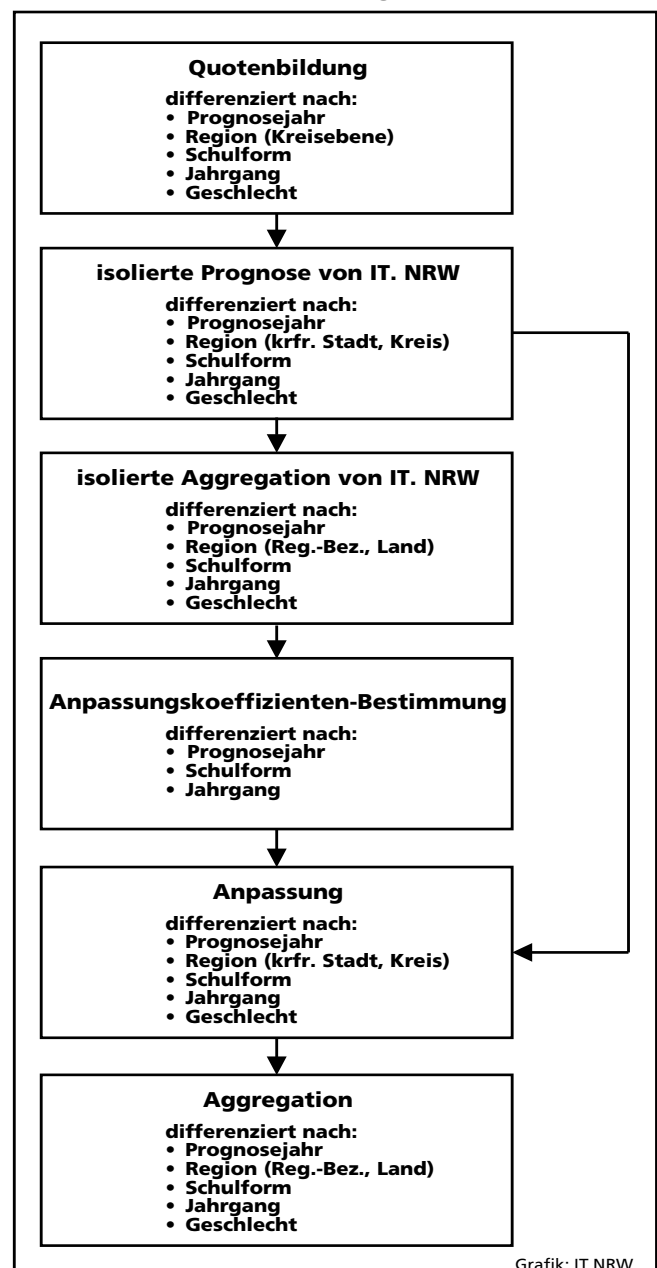 Quotenbildung
differenziert nach:
• Prognosejahr
• Region (Kreisebene)
• Schulform
• Jahrgang
• Geschlecht
isolierte Prognose von IT. NRW
differenziert nach:
• Prognosejahr
• Region (krfr. Stadt, Kreis)
• Schulform
• Jahrgang
• Geschlecht
isolierte Aggregation von IT. NRW
differenziert nach:
• Prognosejahr
• Region (Reg.-Bez., Land)
• Schulform
• Jahrgang
• Geschlecht
Anpassungskoeffizienten-Bestimmung
differenziert nach:
• Prognosejahr
• Schulform
• Jahrgang
Anpassung
differenziert nach:
• Prognosejahr
• Region (krfr. Stadt, Kreis)
• Schulform
• Jahrgang
• Geschlecht
Aggregation
differenziert nach:
• Prognosejahr
• Region (Reg.-Bez., Land)
• Schulform
• Jahrgang
• Geschlecht
Grafik: IT.NRW